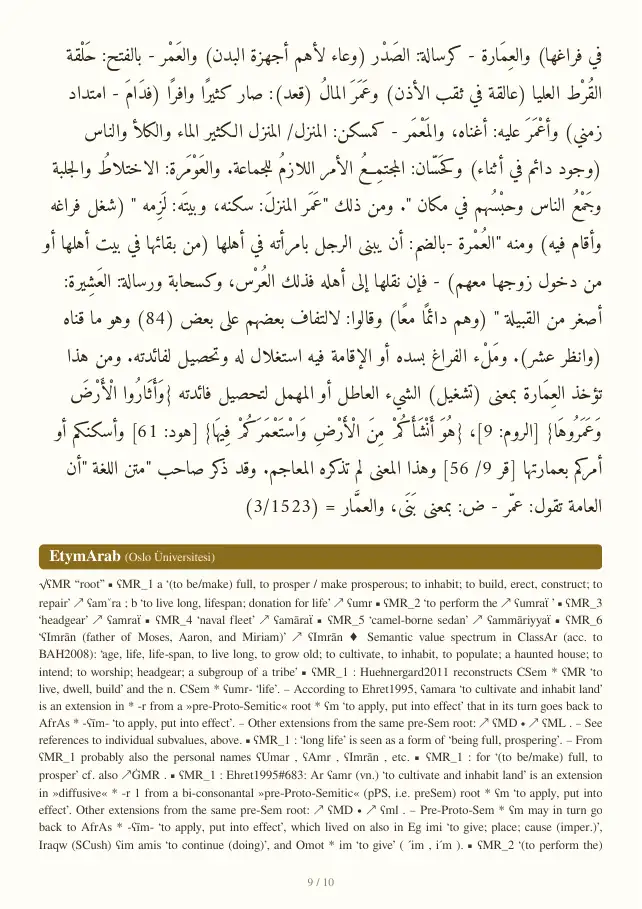 في فراغها) والعِمَارة - كرسالة: الصَدْر (وعاء لأهم أجهزة البدن) والعَمْر - بالفتح: حَلْقة
القُرْط العليا (عالقة في ثقب الأذن) وعَمَرَ المالُ (قعد): صار كثيرًا وافرًا (فدَامَ - امتداد
زمني) وأعْمَرَ عليه: أغناه، والمَعْمَر - كمسكن: المنزل/ المنزل الكثير الماء والكلأ والناس
(وجود دائم في أثناء) وكَحَسّان: المجتمِعُ الأمر اللازمُ للجماعة. والعَوْمَرة: الاختلاطُ والجلبة
وجَمْعُ الناس وحبْسُهم في مكان ". ومن ذلك "عَمَر المنزلَ: سكنه، وبيتَه: لَزِمه " (شغل فراغه
وأقام فيه) ومنه "العُمْرة -بالضم: أن يبنى الرجل بامرأته في أهلها (من بقائها في بيت أهلها أو
من دخول زوجها معهم) - فإن نقلها إلى أهله فذلك العُرْس، وكسحابة ورسالة: العَشِيرة:
أصغر من القبيلة " (وهم دائمًا معًا) وقالوا: لالتفاف بعضهم على بعض (84) وهو ما قناه
(وانظر عشر). ومَلْء الفراغ بسده أو الإقامة فيه استغلال له وتحصيل لفائدته. ومن هذا
تؤخذ العِمَارة بمعنى (تشغيل) الشيء العاطل أو المهمل لتحصيل فائدته {وَأَثَارُوا الْأَرْضَ
وَعَمَرُوهَا} [الروم: 9]، {هُوَ أَنْشَأَكُمْ مِنَ الْأَرْضِ وَاسْتَعْمَرَكُمْ فِيهَا} [هود: 61] وأسكنكم أو
أمركم بعمارتها [قر 9/ 56] وهذا المعنى لم تذكره المعاجم. وقد ذكر صاحب "متن اللغة "أن
العامة تقول: عمّر - ض: بمعنى بَنَى، والعمَّار = (3/1523)
EtymArab (Oslo Üniversitesi)
√ʕMR “root” ▪ ʕMR_1 a ‘(to be/make) full, to prosper / make prosperous; to inhabit; to build, erect, construct; to
repair’ ↗ ʕamˇra ; b ‘to live long, lifespan; donation for life’ ↗ ʕumr ▪ ʕMR_2 ‘to perform the ↗ ʕumraẗ ’ ▪ ʕMR_3
‘headgear’ ↗ ʕamraẗ ▪ ʕMR_4 ‘naval fleet’ ↗ ʕamāraẗ ▪ ʕMR_5 ‘camel-borne sedan’ ↗ ʕammāriyyaẗ ▪ ʕMR_6
‘ʕImrān (father of Moses, Aaron, and Miriam)’ ↗ ʕImrān ♦ Semantic value spectrum in ClassAr (acc. to
BAH2008): ‘age, life, life-span, to live long, to grow old; to cultivate, to inhabit, to populate; a haunted house; to
intend; to worship; headgear; a subgroup of a tribe’ ▪ ʕMR_1 : Huehnergard2011 reconstructs CSem * ʕMR ‘to
live, dwell, build’ and the n. CSem * ʕumr- ‘life’. – According to Ehret1995, ʕamara ‘to cultivate and inhabit land’
is an extension in * -r from a »pre-Proto-Semitic« root * ʕm ‘to apply, put into effect’ that in its turn goes back to
AfrAs * -ʕīm- ‘to apply, put into effect’. – Other extensions from the same pre-Sem root: ↗ ʕMD ● ↗ ʕML . – See
references to individual subvalues, above. ▪ ʕMR_1 : ‘long life’ is seen as a form of ‘being full, prospering’. – From
ʕMR_1 probably also the personal names ʕUmar , ʕAmr , ʕImrān , etc. ▪ ʕMR_1 : for ‘(to be/make) full, to
prosper’ cf. also ↗ĠMR . ▪ ʕMR_1 : Ehret1995#683: Ar ʕamr (vn.) ‘to cultivate and inhabit land’ is an extension
in »diffusive« * -r 1 from a bi-consonantal »pre-Proto-Semitic« (pPS, i.e. preSem) root * ʕm ‘to apply, put into
effect’. Other extensions from the same pre-Sem root: ↗ ʕMD ● ↗ ʕml . – Pre-Proto-Sem * ʕm may in turn go
back to AfrAs * -ʕīm- ‘to apply, put into effect’, which lived on also in Eg imi ‘to give; place; cause (imper.)’,
Iraqw (SCush) ʕim amis ‘to continue (doing)’, and Omot * im ‘to give’ ( ´im , i´m ). ▪ ʕMR_2 ‘(to perform the)
9 / 10